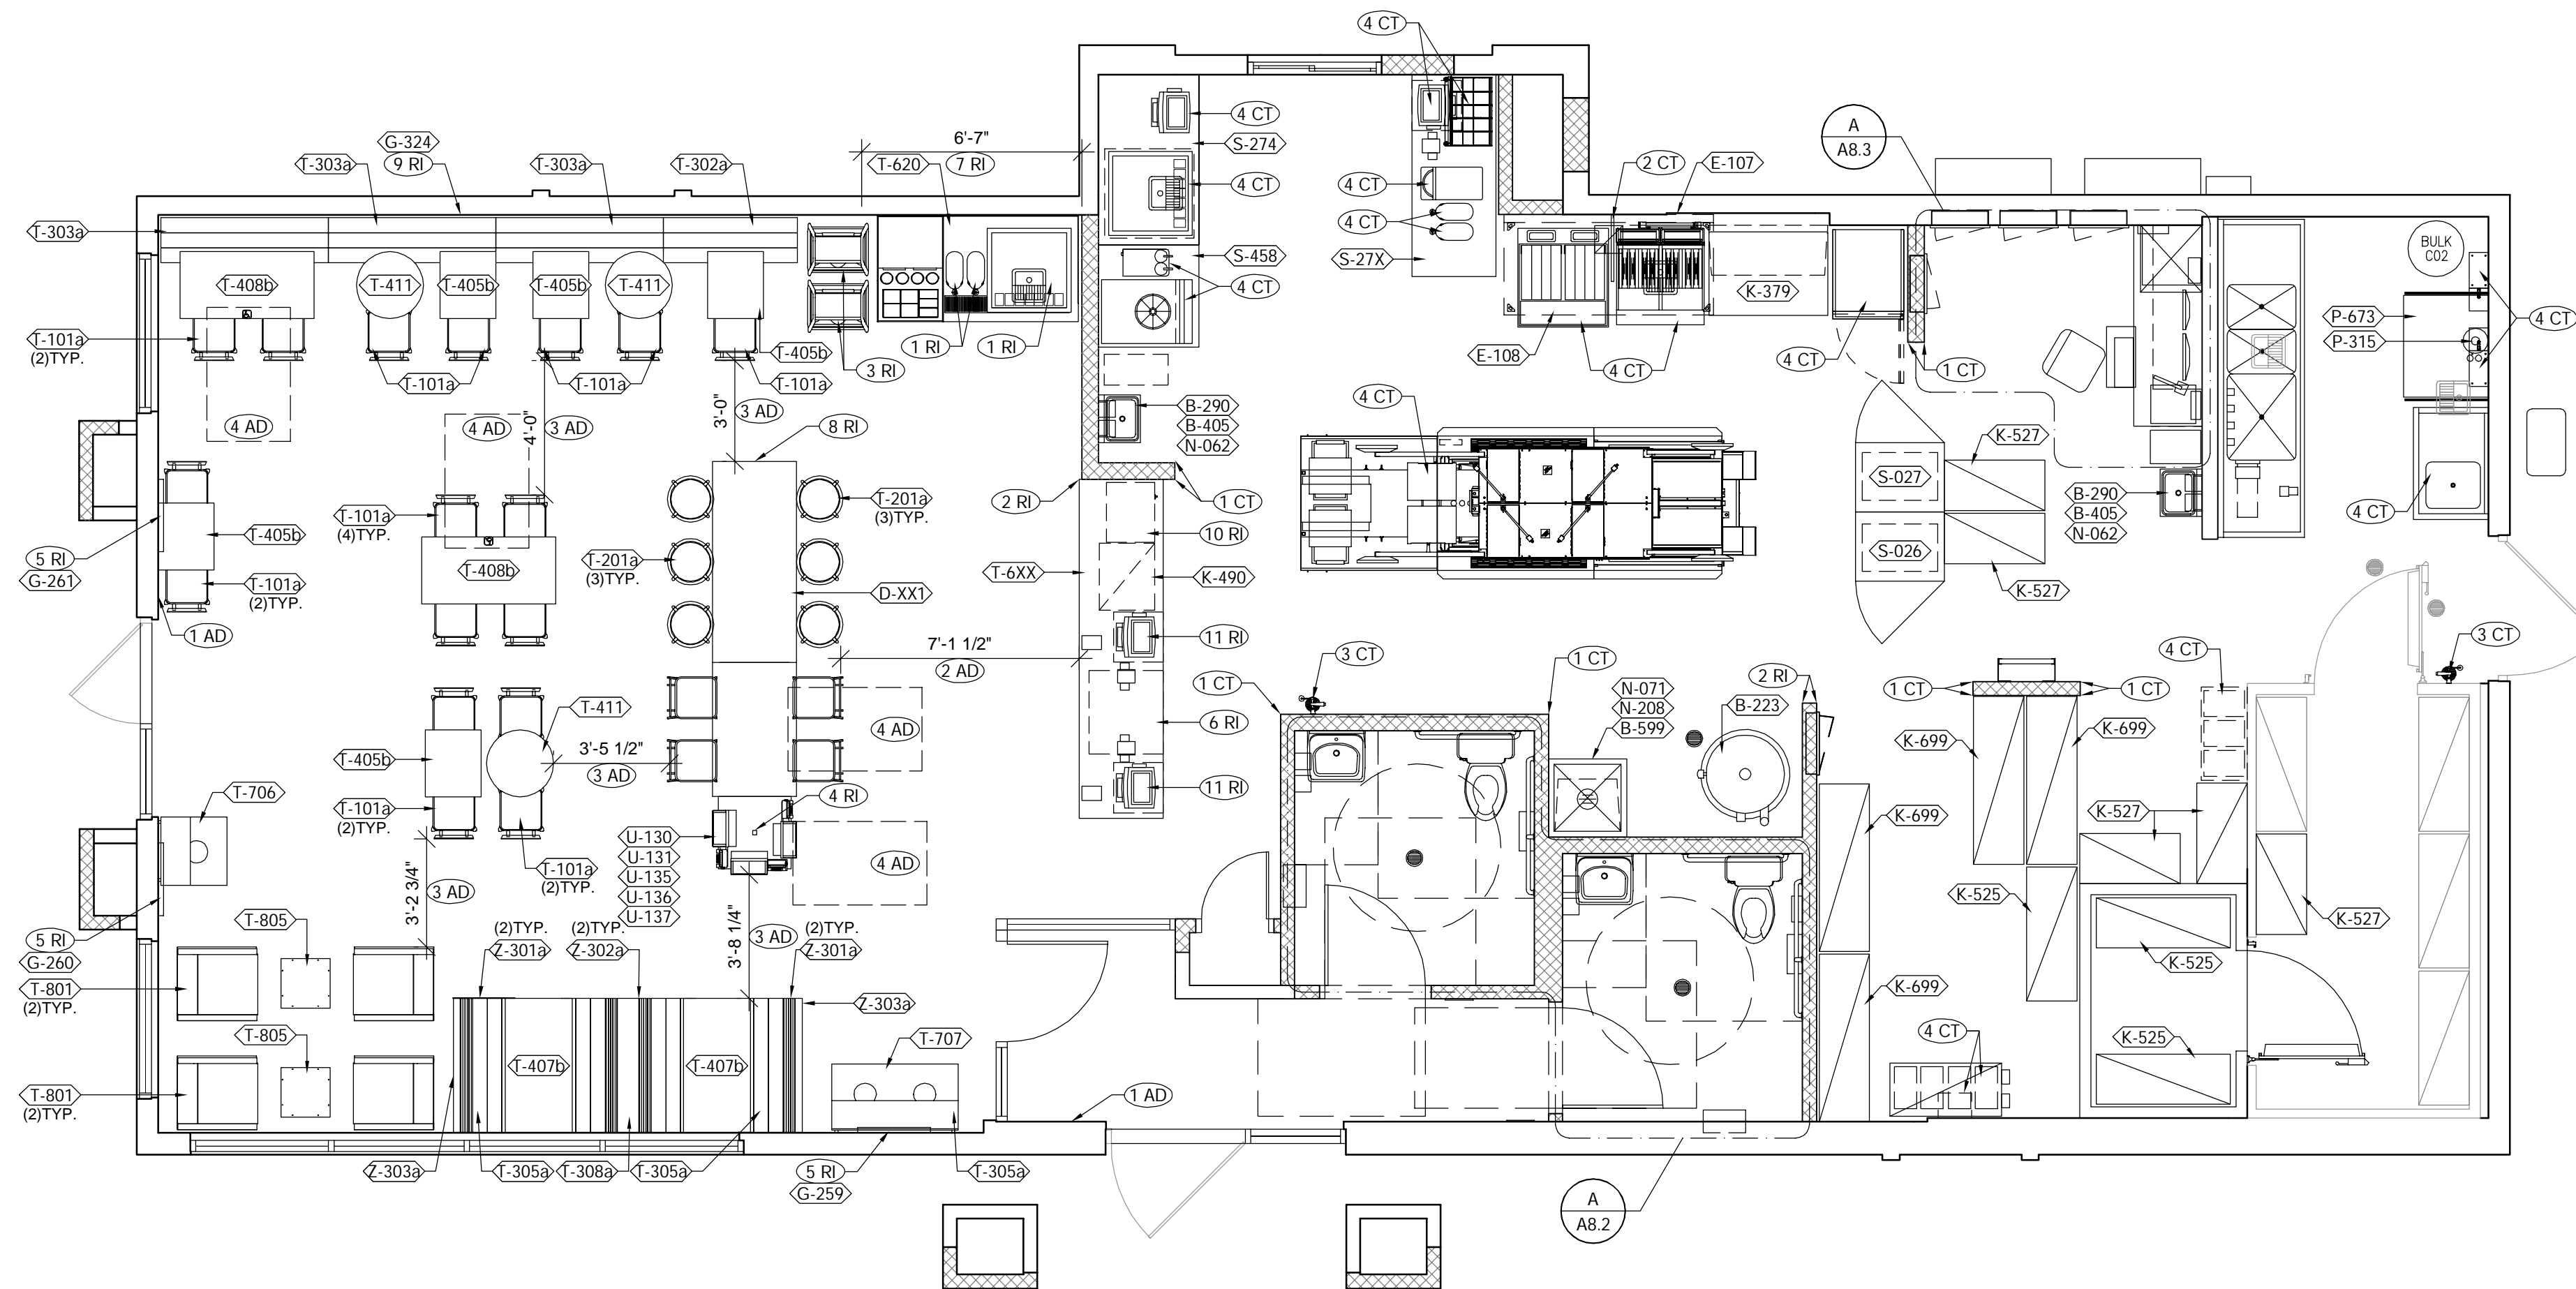 4 CT
A
A8.3
6'-7"
G-324
9 RI
T-303a
T-303a
T-302a
T-620
7 RI
4 CT
S-274
4 CT
4 CT
4 CT
2 CT
E-107
T-303a
S-458
S-27X
BULK
C02
T-408b
T-411
T-405b
T-405b
T-411
4 CT
K-379
P-673
4 CT
P-315
T-101a
(2)TYP.
T-405b
1 RI
1 RI
E-108
4 CT
4 CT
1 CT
T-101a
T-101a
T-101a
3 RI
4 CT
B-290
B-405
N-062
4 AD
4 AD
4'-0"
3 AD
3'-0"
3 AD
8 RI
K-527
S-027
T-101a
(4)TYP.
T-201a
(3)TYP.
2 RI
1 CT
B-290
B-405
N-062
4 CT
T-405b
10 RI
5 RI
G-261
T-408b
T-201a
(3)TYP.
T-6XX
K-490
S-026
T-101a
(2)TYP.
D-XX1
K-527
1 AD
11 RI
7'-1 1/2"
2 AD
3 CT
1 CT
3 CT
4 CT
1 CT
N-071
N-208
B-599
2 RI
B-223
1 CT
1 CT
T-411
6 RI
4 AD
K-699
K-699
T-405b
3'-5 1/2"
3 AD
T-706
4 RI
11 RI
T-101a
(2)TYP.
K-699
K-527
U-130
U-131
U-135
U-136
U-137
4 AD
T-101a
(2)TYP.
3'-2 3/4"
3 AD
K-525
K-527
T-805
(2)TYP.
Z-301a
(2)TYP.
Z-302a
3'-8 1/4"
3 AD
(2)TYP.
Z-301a
5 RI
G-260
T-801
(2)TYP.
K-525
K-699
Z-303a
T-805
T-707
4 CT
K-525
T-407b
T-407b
T-801
(2)TYP.
1 AD
Z-303a
T-305a
T-308a
T-305a
5 RI
G-259
T-305a
A
A8.2